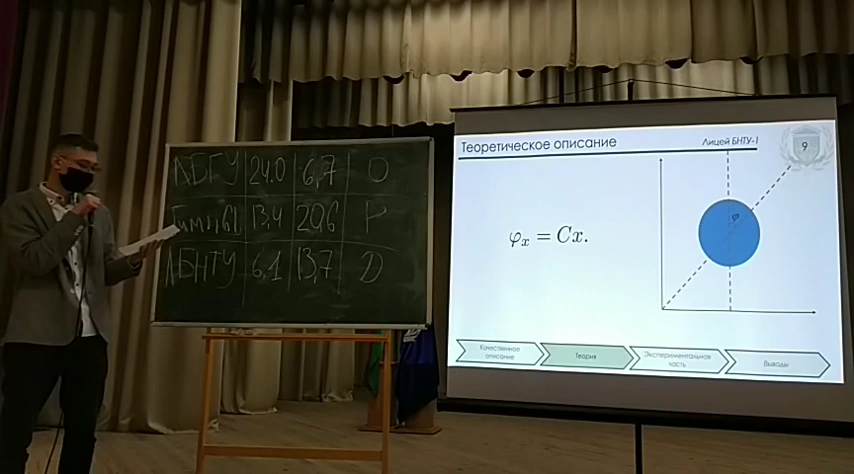 ЛБГУ 24.0 6,7 О
Гимн.61 13,4 20,6 Р
ЛБНТУ 6,1 13,7 Д
Теоретическое описание
Лицей БНТУ-1
9
φₓ = Cx.
φ
Качественное
описание
Теория
Экспериментальная
часть
Выводы